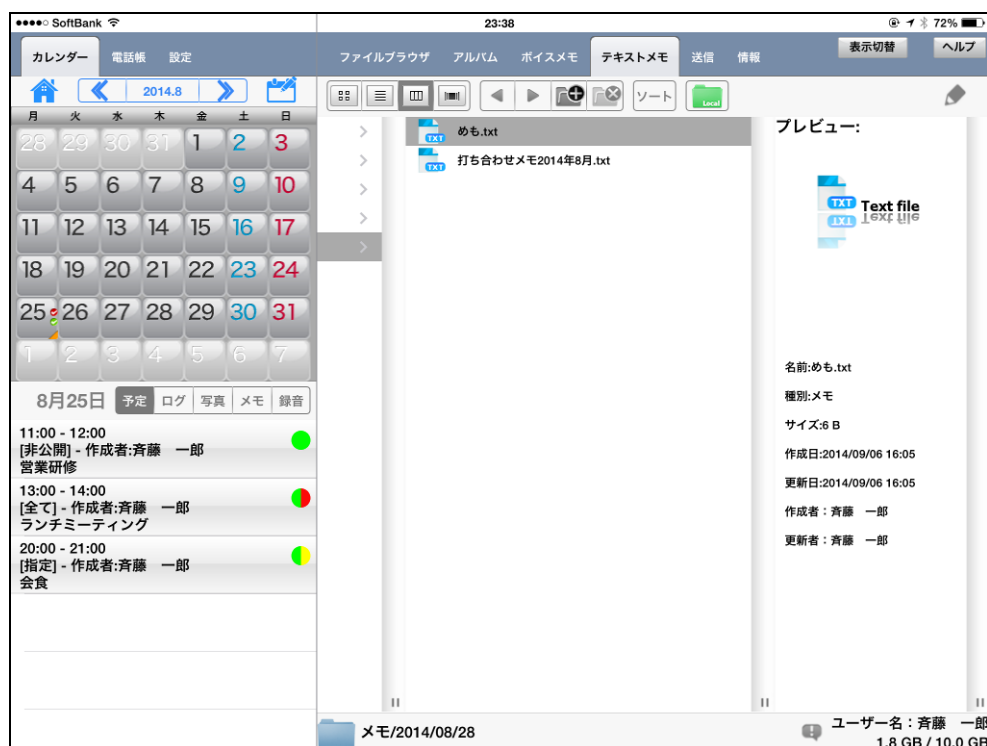 SoftBank
23:38
72%
カレンダー 電話帳 設定
ファイルブラウザ アルバム ボイスメモ テキストメモ 送信 情報
表示切替 ヘルプ
2014.8
ソート
Local
月 火 水 木 金 土 日
28 29 30 31 1 2 3
4 5 6 7 8 9 10
11 12 13 14 15 16 17
18 19 20 21 22 23 24
25 26 27 28 29 30 31
1 2 3 4 5 6 7
8月25日 予定 ログ 写真 メモ 録音
11:00 - 12:00
[非公開] - 作成者:斉藤　一郎
営業研修
13:00 - 14:00
[全て] - 作成者:斉藤　一郎
ランチミーティング
20:00 - 21:00
[指定] - 作成者:斉藤　一郎
会食
TXT めも.txt
TXT 打ち合わせメモ2014年8月.txt
プレビュー:
TXT Text file
TXT Text file
名前:めも.txt
種別:メモ
サイズ:6 B
作成日:2014/09/06 16:05
更新日:2014/09/06 16:05
作成者：斉藤　一郎
更新者：斉藤　一郎
メモ/2014/08/28
ユーザー名：斉藤　一郎
1.8 GB / 10.0 GB